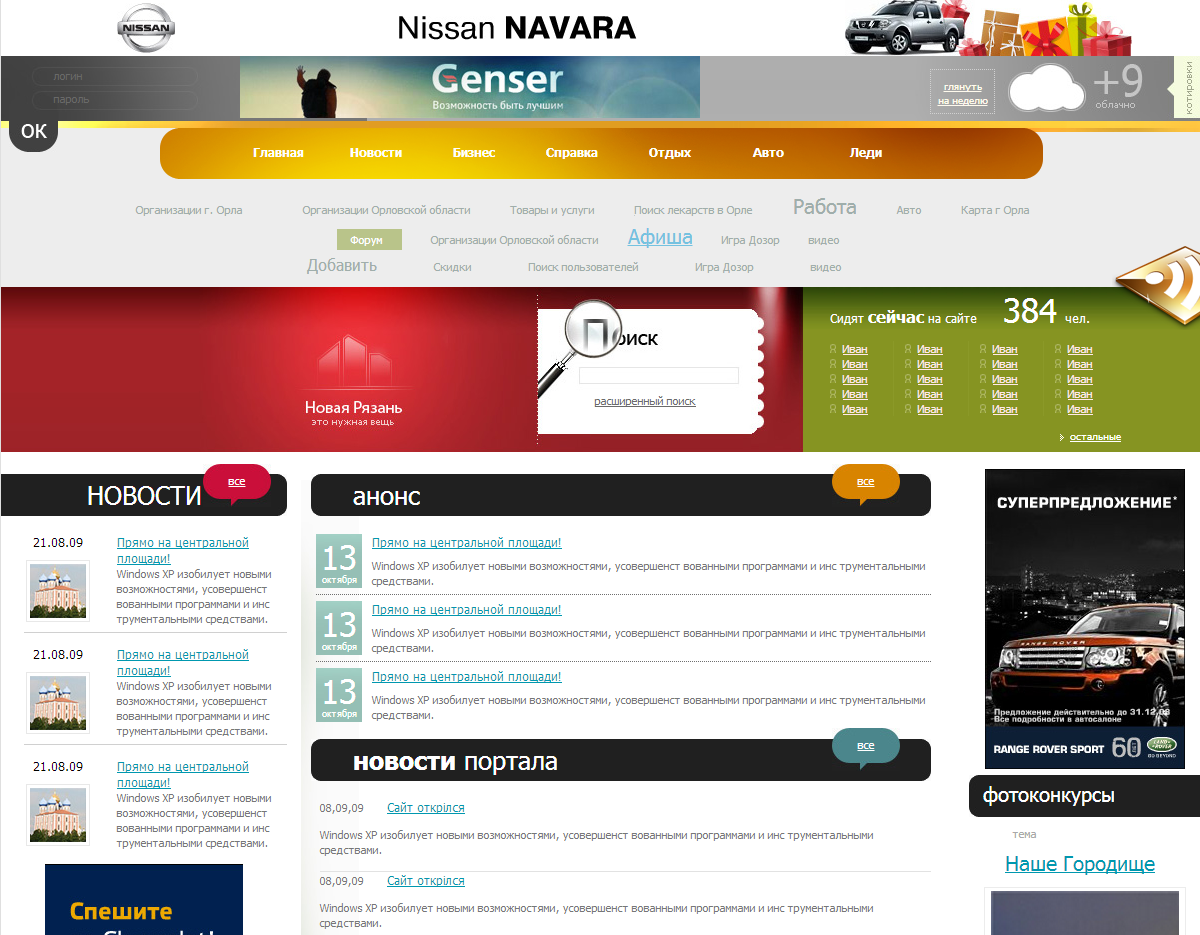 NISSAN
Nissan NAVARA
логин
пароль
OK
Genser
Возможность быть лучшим
глянуть
на неделю
+9
облачно
котировки
Главная Новости Бизнес Справка Отдых Авто Леди
Организации г. Орла Организации Орловской области Товары и услуги Поиск лекарств в Орле Работа Авто Карта г Орла
Форум Организации Орловской области Афиша Игра Дозор видео
Добавить Скидки Поиск пользователей Игра Дозор видео
Новая Рязань
это нужная вещь
Поиск
расширенный поиск
Сидят сейчас на сайте 384 чел.
Иван Иван Иван Иван
Иван Иван Иван Иван
Иван Иван Иван Иван
Иван Иван Иван Иван
Иван Иван Иван Иван
остальные
НОВОСТИ
все
21.08.09
Прямо на центральной
площади!
Windows XP изобилует новыми
возможностями, усовершенст
вованными программами и инс
трументальными средствами.
21.08.09
Прямо на центральной
площади!
Windows XP изобилует новыми
возможностями, усовершенст
вованными программами и инс
трументальными средствами.
21.08.09
Прямо на центральной
площади!
Windows XP изобилует новыми
возможностями, усовершенст
вованными программами и инс
трументальными средствами.
Спешите
анонс
все
13
октября
Прямо на центральной площади!
Windows XP изобилует новыми возможностями, усовершенст вованными программами и инс трументальными
средствами.
13
октября
Прямо на центральной площади!
Windows XP изобилует новыми возможностями, усовершенст вованными программами и инс трументальными
средствами.
13
октября
Прямо на центральной площади!
Windows XP изобилует новыми возможностями, усовершенст вованными программами и инс трументальными
средствами.
новости портала
все
08,09,09 Сайт открілся
Windows XP изобилует новыми возможностями, усовершенст вованными программами и инс трументальными
средствами.
08,09,09 Сайт открілся
Windows XP изобилует новыми возможностями, усовершенст вованными программами и инс трументальными
средствами.
СУПЕРПРЕДЛОЖЕНИЕ*
RANGE ROVER
Предложение действительно до 31.12.08
Все подробности в автосалоне
RANGE ROVER SPORT 60
LAND ROVER
GO BEYOND
фотоконкурсы
тема
Наше Городище